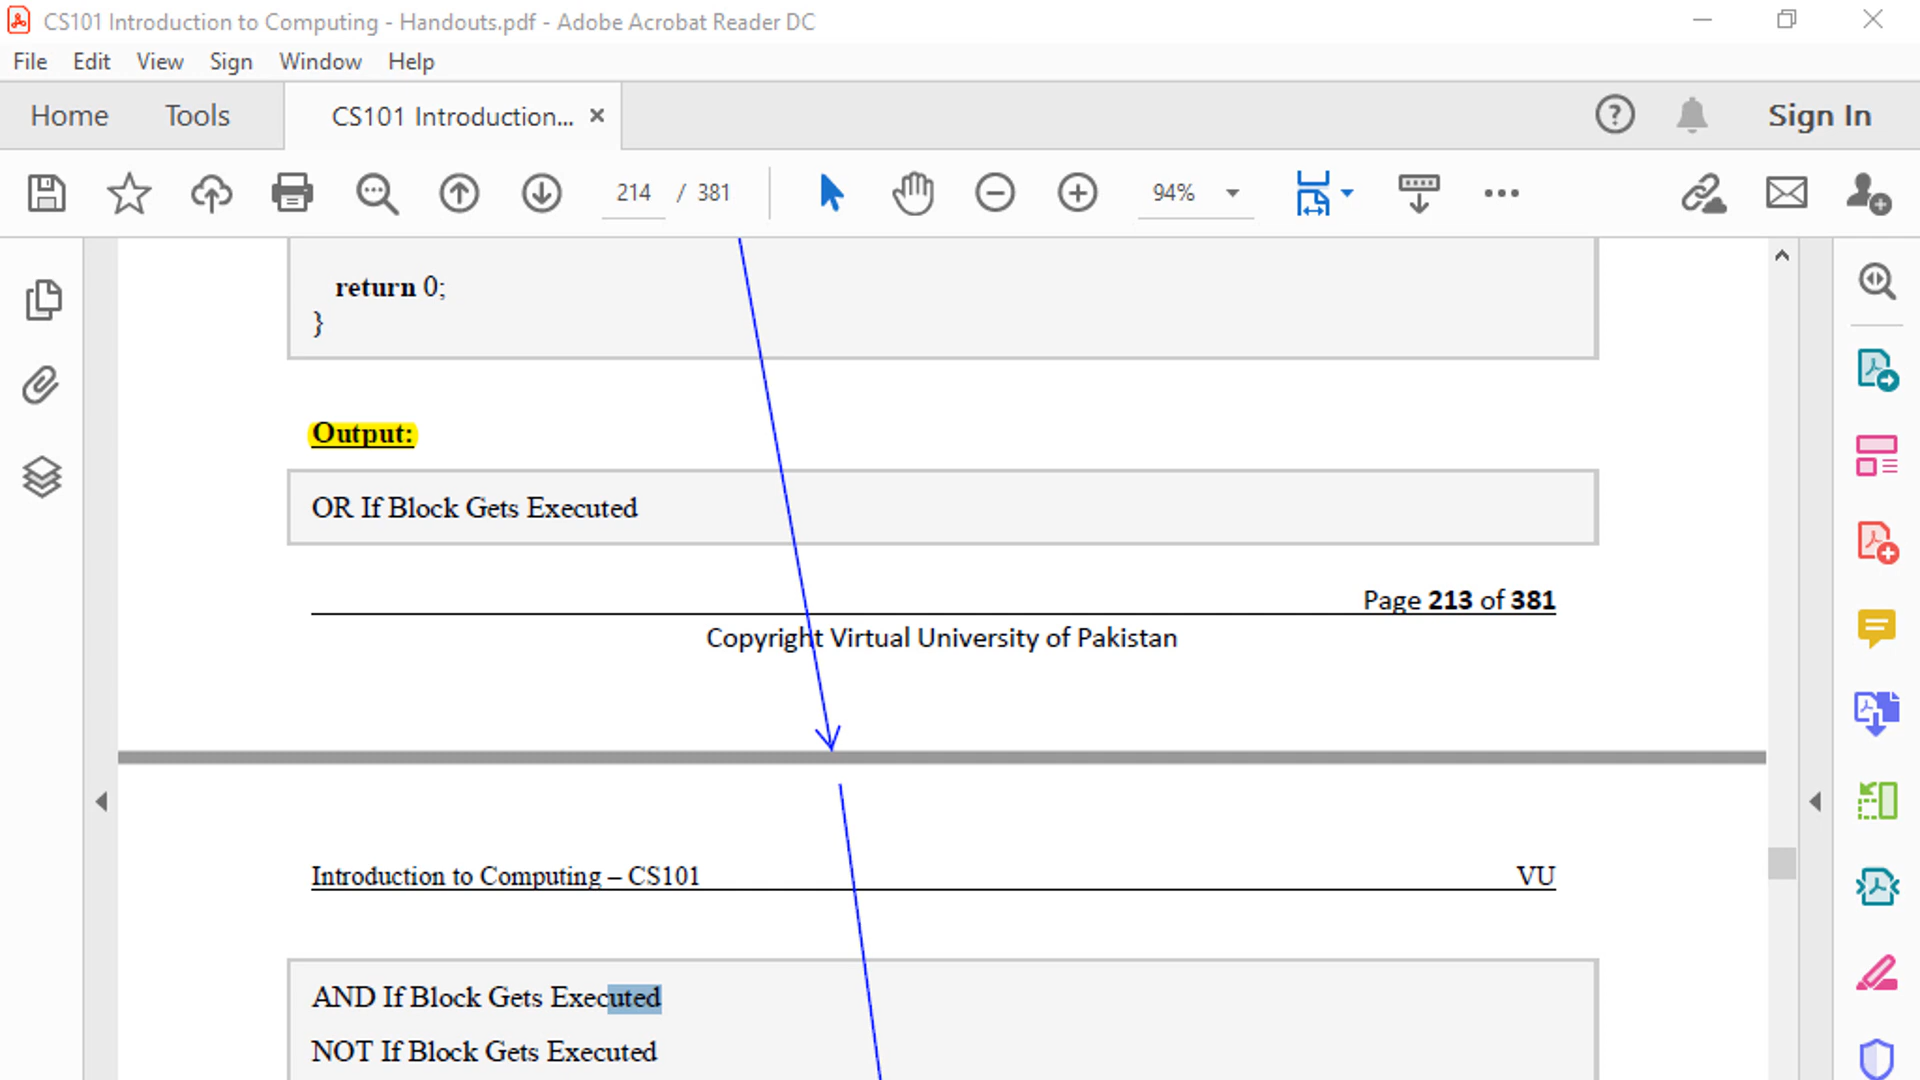 CS101 Introduction to Computing - Handouts.pdf - Adobe Acrobat Reader DC
File Edit View Sign Window Help
Home Tools CS101 Introduction... × Sign In
214 / 381 94%
return 0;
}
Output:
OR If Block Gets Executed
Page 213 of 381
Copyright Virtual University of Pakistan
Introduction to Computing – CS101 VU
AND If Block Gets Executed
NOT If Block Gets Executed